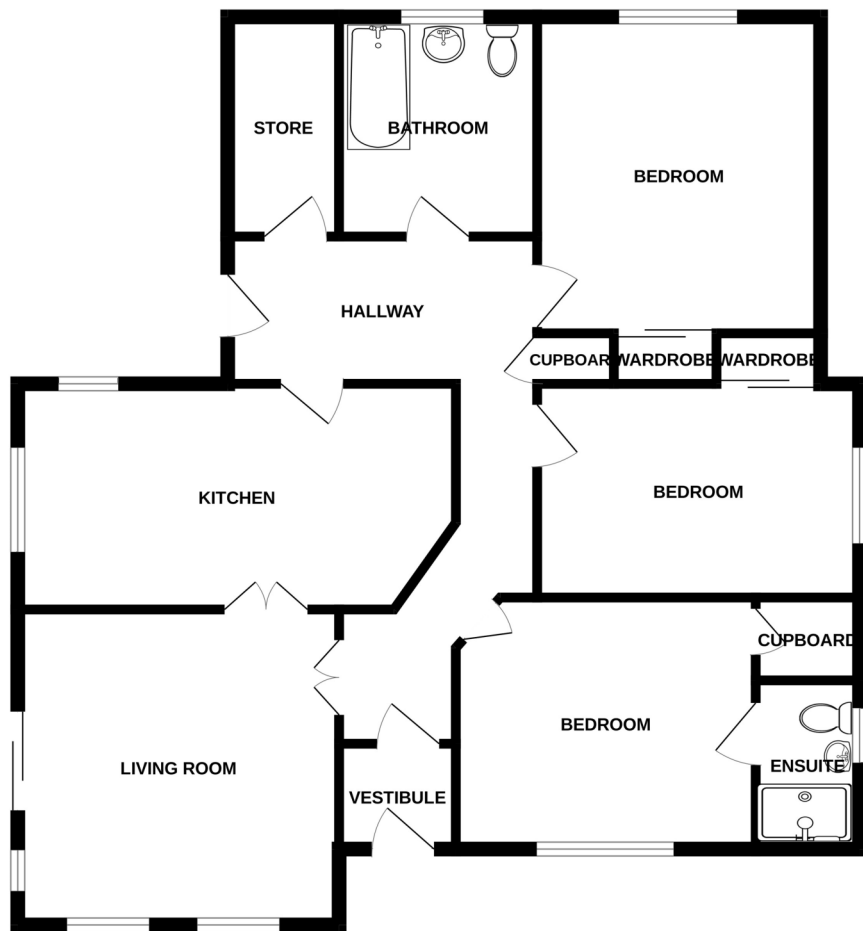 STORE
BATHROOM
BEDROOM
HALLWAY
CUPBOAR
WARDROBE
WARDROBE
KITCHEN
BEDROOM
CUPBOARD
BEDROOM
LIVING ROOM
ENSUITE
VESTIBULE